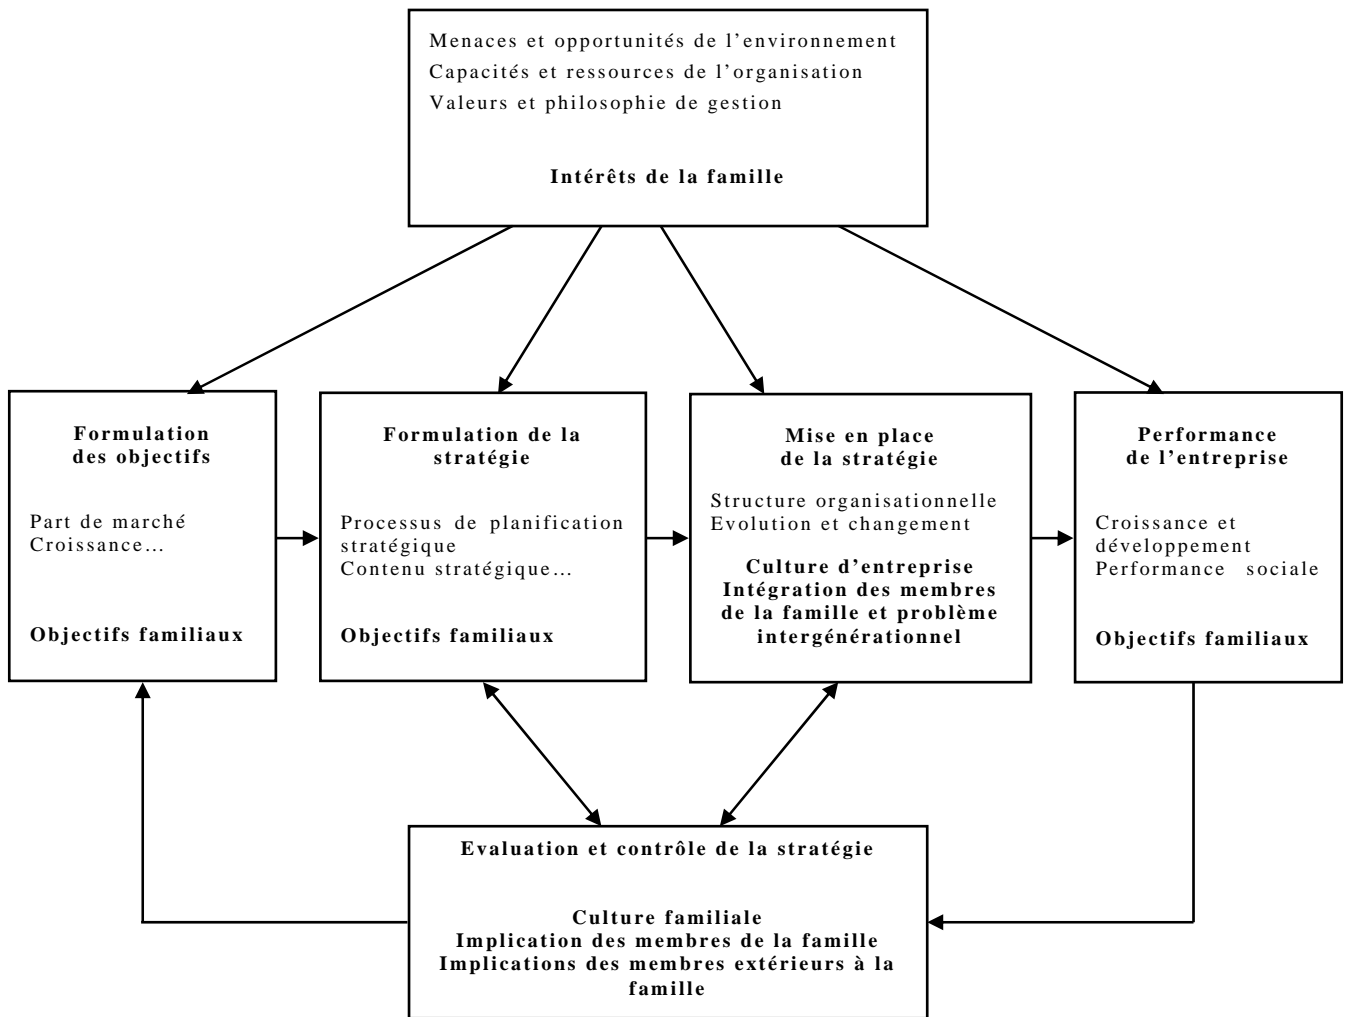 Menaces et opportunités de l’environnement
Capacités et ressources de l’organisation
Valeurs et philosophie de gestion
Intérêts de la famille
Formulation
des objectifs
Part de marché
Croissance…
Objectifs familiaux
Formulation de la
stratégie
Processus de planification
stratégique
Contenu stratégique…
Objectifs familiaux
Mise en place
de la stratégie
Structure organisationnelle
Evolution et changement
Culture d’entreprise
Intégration des membres
de la famille et problème
intergénérationnel
Performance
de l’entreprise
Croissance et
développement
Performance sociale
Objectifs familiaux
Evaluation et contrôle de la stratégie
Culture familiale
Implication des membres de la famille
Implications des membres extérieurs à la
famille